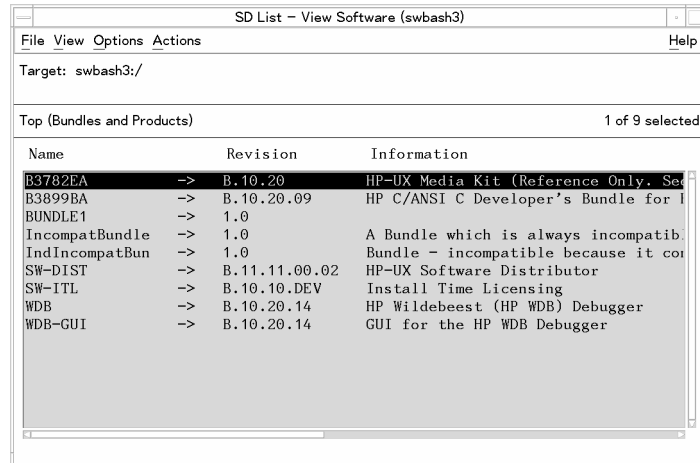 SD List - View Software (swbash3)
File View Options Actions Help
Target: swbash3:/
Top (Bundles and Products) 1 of 9 selected
Name Revision Information
B3782EA -> B.10.20 HP-UX Media Kit (Reference Only. See
B3899BA -> B.10.20.09 HP C/ANSI C Developer's Bundle for
BUNDLE1 -> 1.0
IncompatBundle -> 1.0 A Bundle which is always incompatib
IndIncompatBun -> 1.0 Bundle - incompatible because it con
SW-DIST -> B.11.11.00.02 HP-UX Software Distributor
SW-ITL -> B.10.10.DEV Install Time Licensing
WDB -> B.10.20.14 HP Wildebeest (HP WDB) Debugger
WDB-GUI -> B.10.20.14 GUI for the HP WDB Debugger